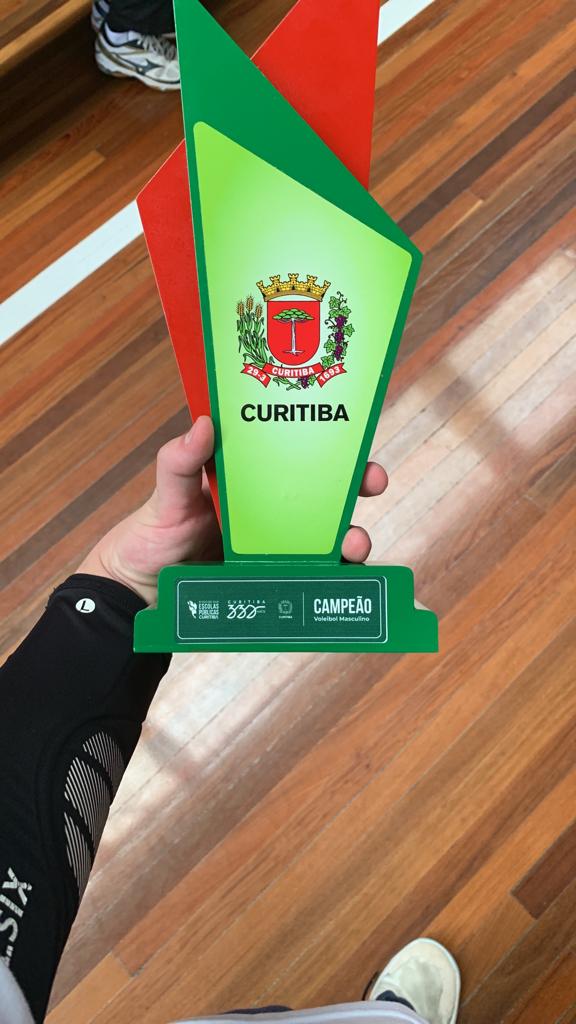 29-3 CURITIBA 1693
CURITIBA
ESCOLAS
PÚBLICAS
CURITIBA
CURITIBA
330
CURITIBA
CAMPEÃO
Voleibol Masculino
L